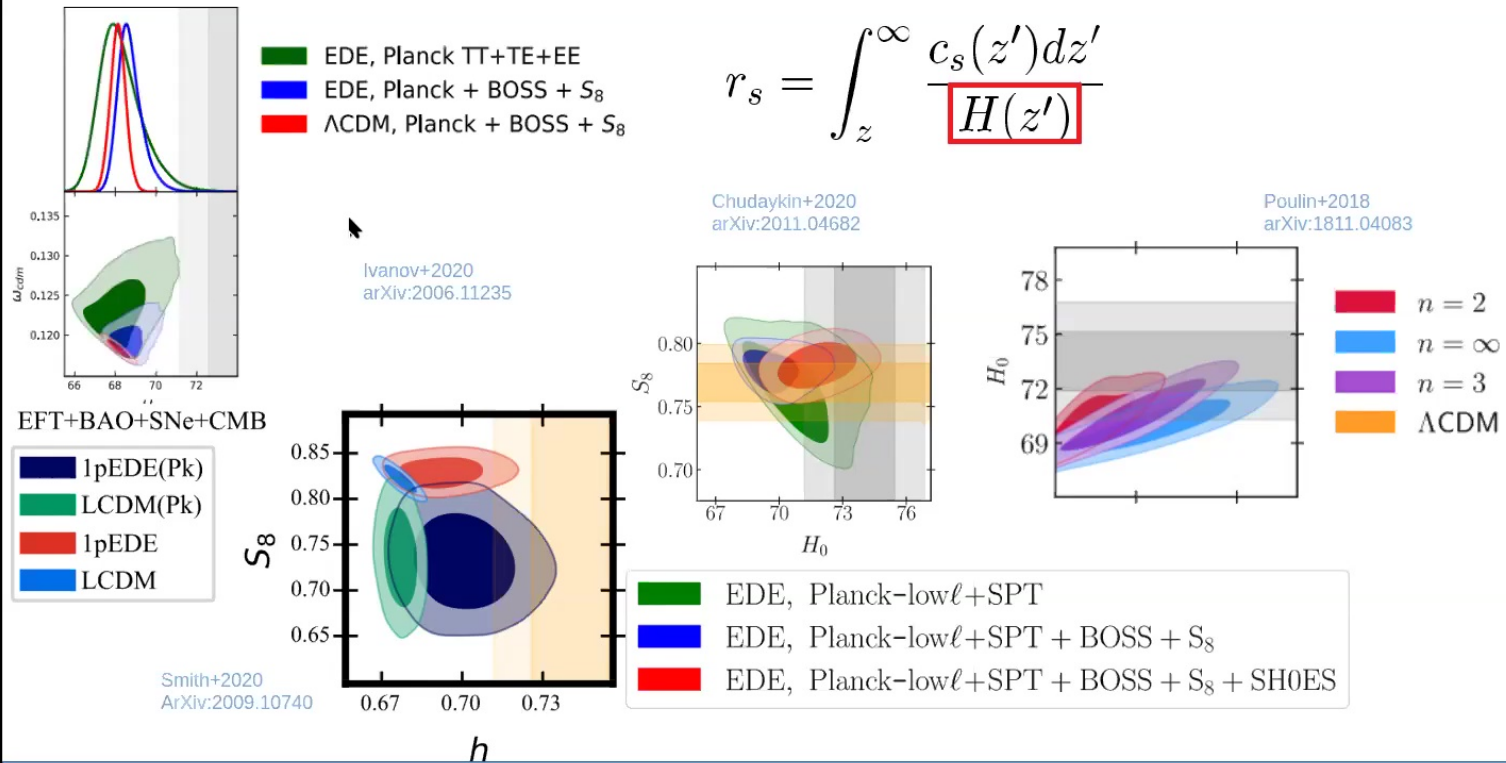 EDE, Planck TT+TE+EE
EDE, Planck + BOSS + S₈
ΛCDM, Planck + BOSS + S₈
r_s = ∫_z^∞ c_s(z′)dz′ / H(z′)
0.135
0.130
0.125
0.120
ω_cdm
66 68 70 72
Ivanov+2020
arXiv:2006.11235
Chudaykin+2020
arXiv:2011.04682
0.80
0.75
0.70
S₈
67 70 73 76
H₀
Poulin+2018
arXiv:1811.04083
78
75
72
69
H₀
n = 2
n = ∞
n = 3
ΛCDM
EFT+BAO+SNe+CMB
1pEDE(Pk)
LCDM(Pk)
1pEDE
LCDM
0.85
0.80
0.75
0.70
0.65
S₈
0.67 0.70 0.73
h
Smith+2020
ArXiv:2009.10740
EDE, Planck-lowℓ+SPT
EDE, Planck-lowℓ+SPT + BOSS + S₈
EDE, Planck-lowℓ+SPT + BOSS + S₈ + SH0ES